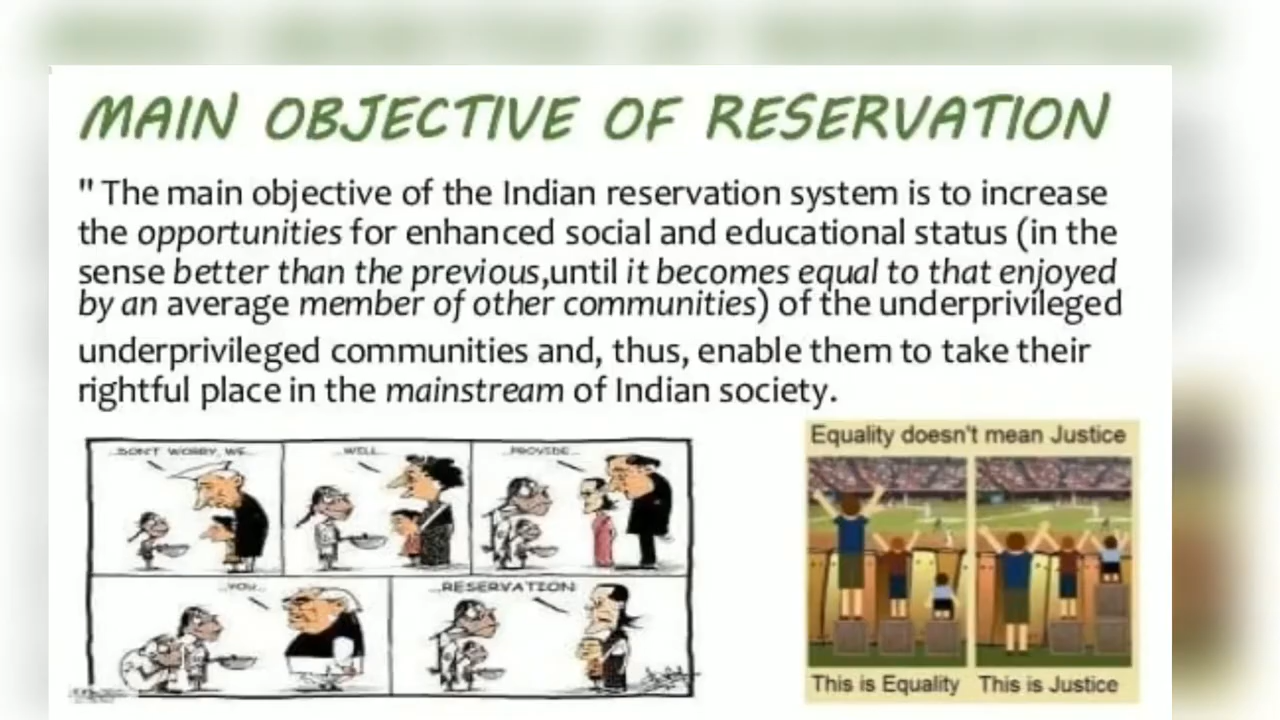 MAIN OBJECTIVE OF RESERVATION
" The main objective of the Indian reservation system is to increase
the opportunities for enhanced social and educational status (in the
sense better than the previous,until it becomes equal to that enjoyed
by an average member of other communities) of the underprivileged
underprivileged communities and, thus, enable them to take their
rightful place in the mainstream of Indian society.
...DON'T WORRY, WE...
...WILL...
...PROVIDE...
...YOU...
...RESERVATION
Equality doesn't mean Justice
This is Equality
This is Justice